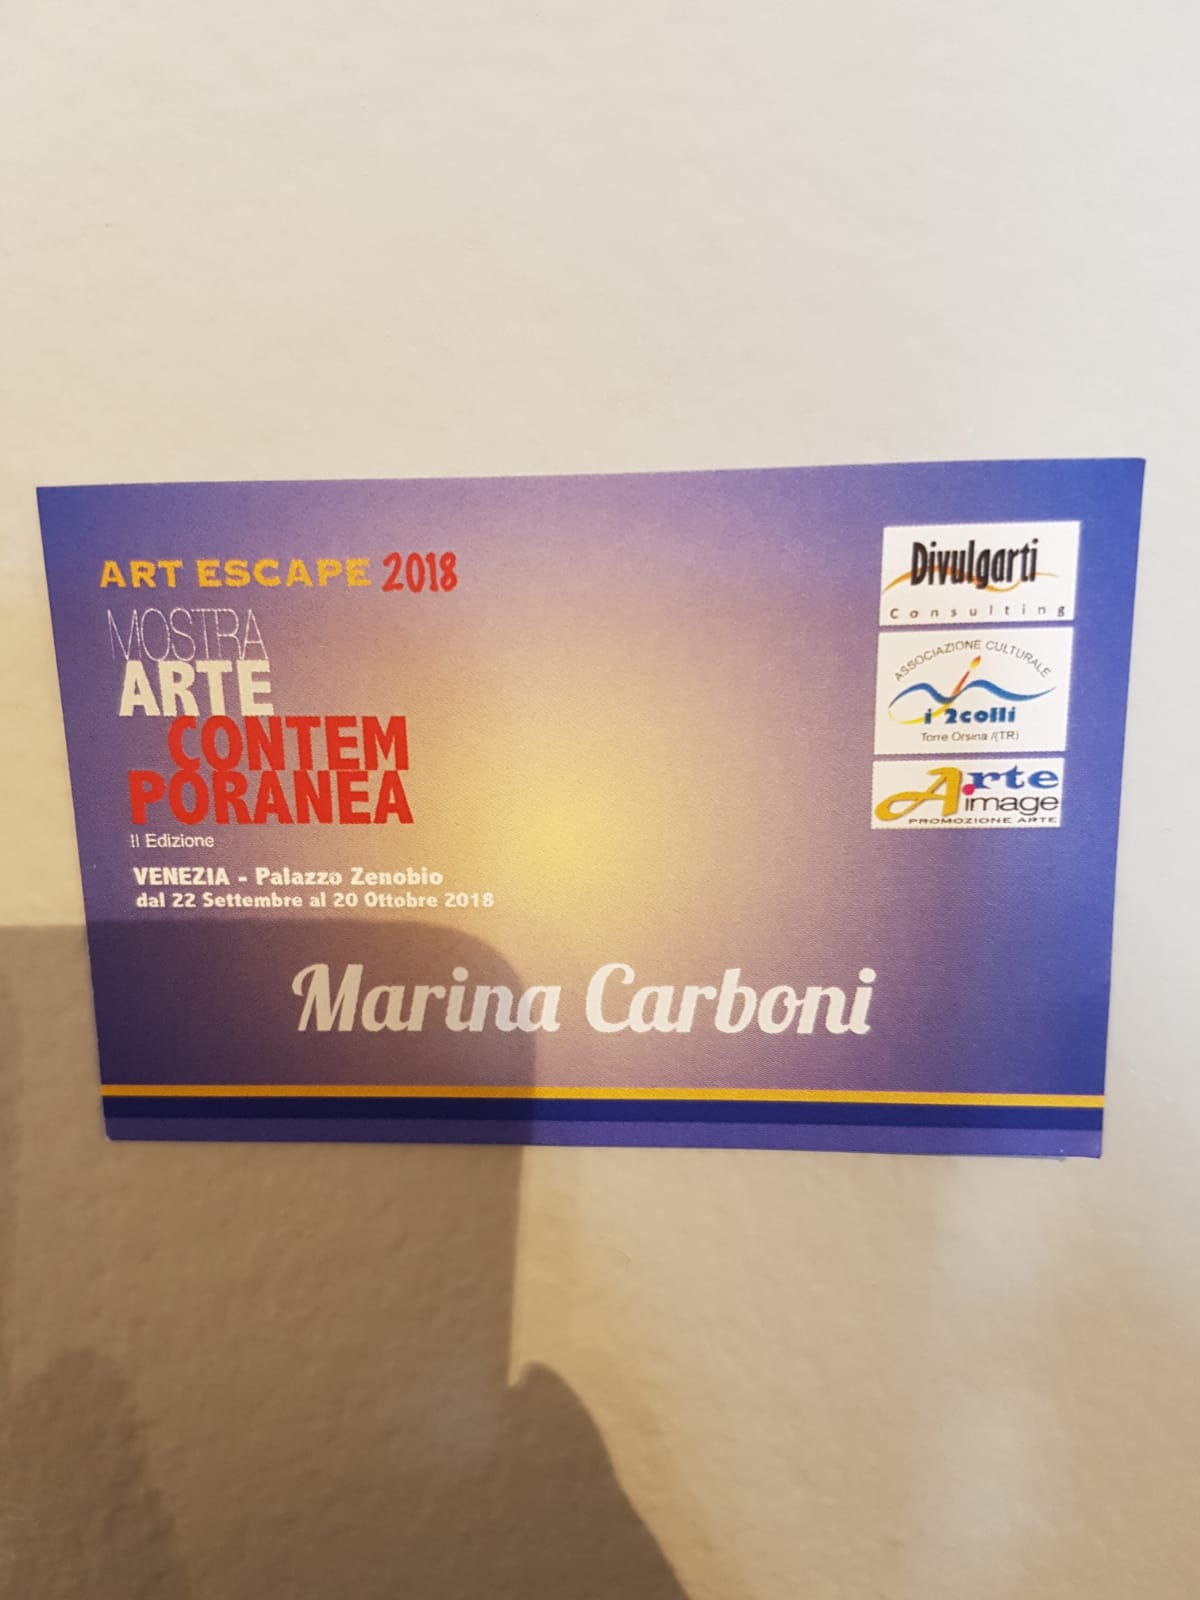 ART ESCAPE 2018
MOSTRA
ARTE
CONTEM
PORANEA
II Edizione
VENEZIA - Palazzo Zenobio
dal 22 Settembre al 20 Ottobre 2018
Marina Carboni
Divulgarti
Consulting
ASSOCIAZIONE CULTURALE
i 2colli
Torre Orsina /(TR)
Arte
image
PROMOZIONE ARTE